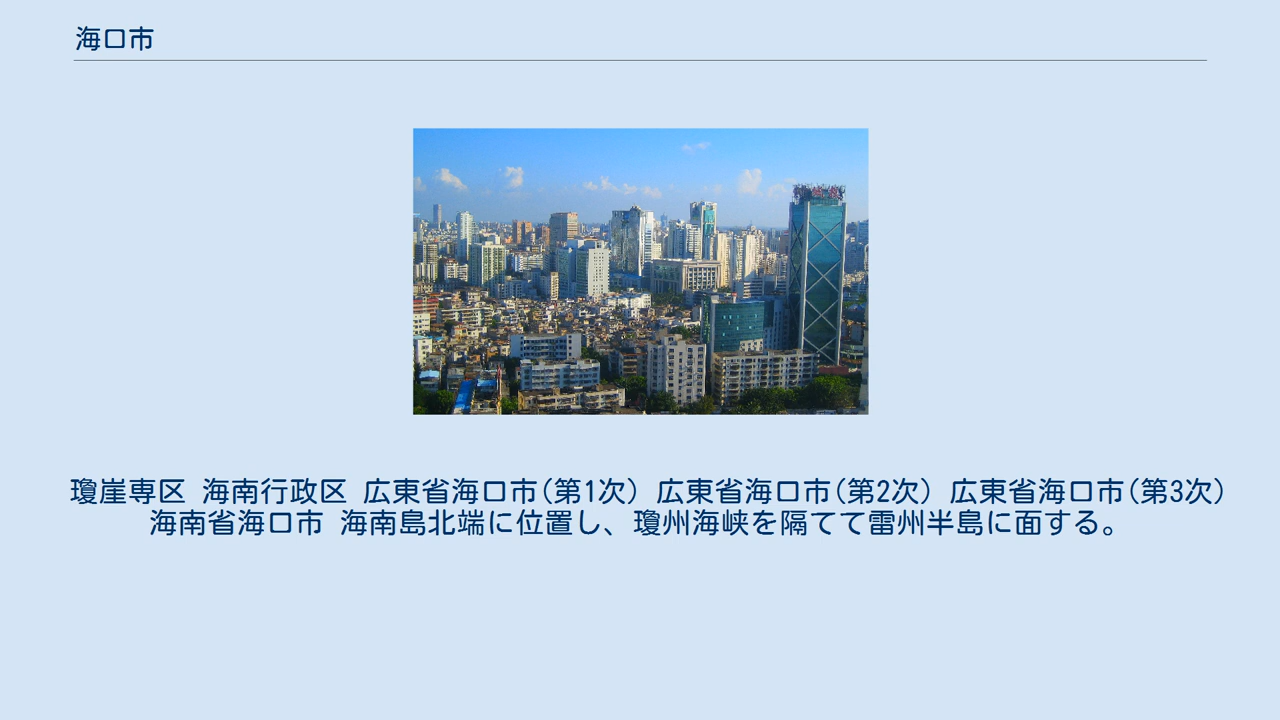 海口市
瓊崖専区 海南行政区 広東省海口市(第1次) 広東省海口市(第2次) 広東省海口市(第3次)
海南省海口市 海南島北端に位置し、瓊州海峡を隔てて雷州半島に面する。